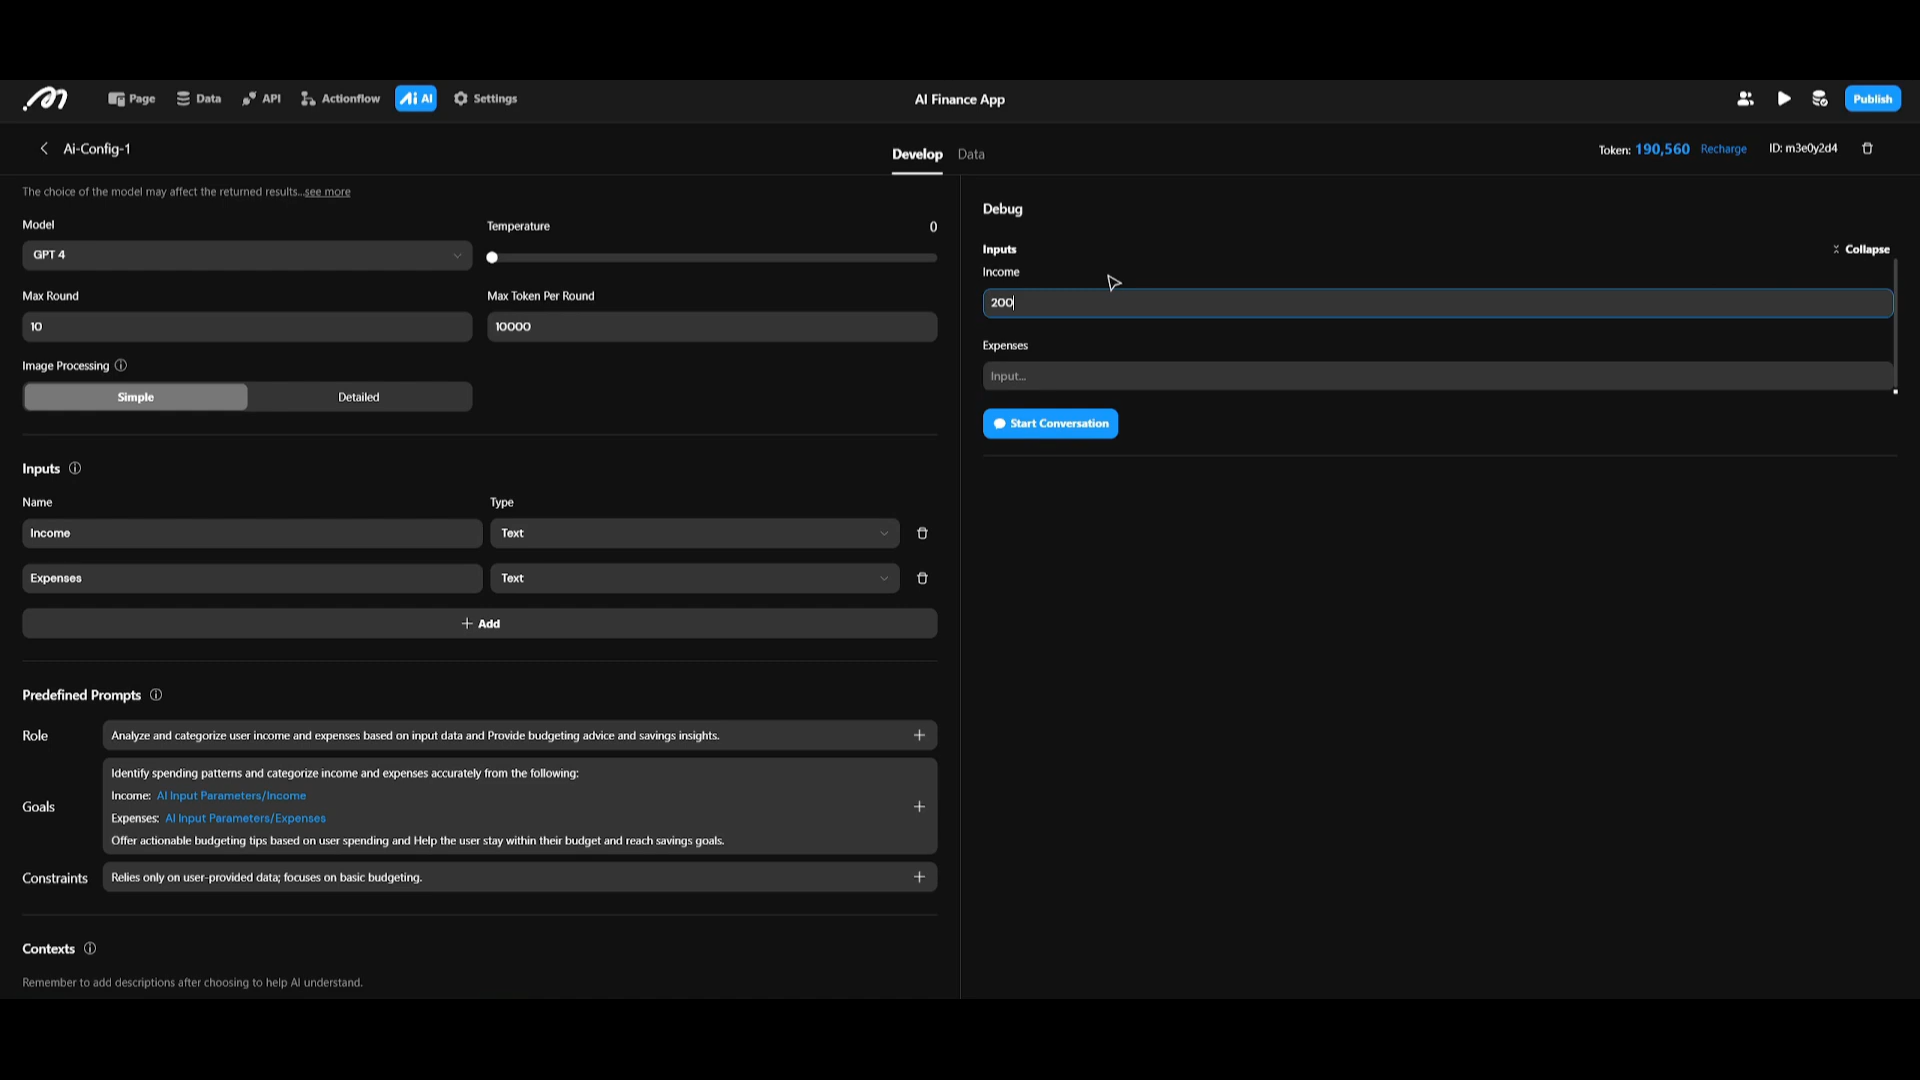 Page
Data
API
Actionflow
AI
Settings
AI Finance App
Publish
Ai-Config-1
Develop
Data
Token: 190,560 Recharge
ID: m3e0y2d4
The choice of the model may affect the returned results...see more
Model
Temperature
0
GPT 4
Max Round
Max Token Per Round
10
10000
Image Processing
Simple
Detailed
Inputs
Name
Type
Income
Text
Expenses
Text
+ Add
Predefined Prompts
Role
Analyze and categorize user income and expenses based on input data and Provide budgeting advice and savings insights.
Goals
Identify spending patterns and categorize income and expenses accurately from the following:
Income: AI Input Parameters/Income
Expenses: AI Input Parameters/Expenses
Offer actionable budgeting tips based on user spending and Help the user stay within their budget and reach savings goals.
Constraints
Relies only on user-provided data; focuses on basic budgeting.
Contexts
Remember to add descriptions after choosing to help AI understand.
Debug
Inputs
Collapse
Income
200
Expenses
Input...
Start Conversation